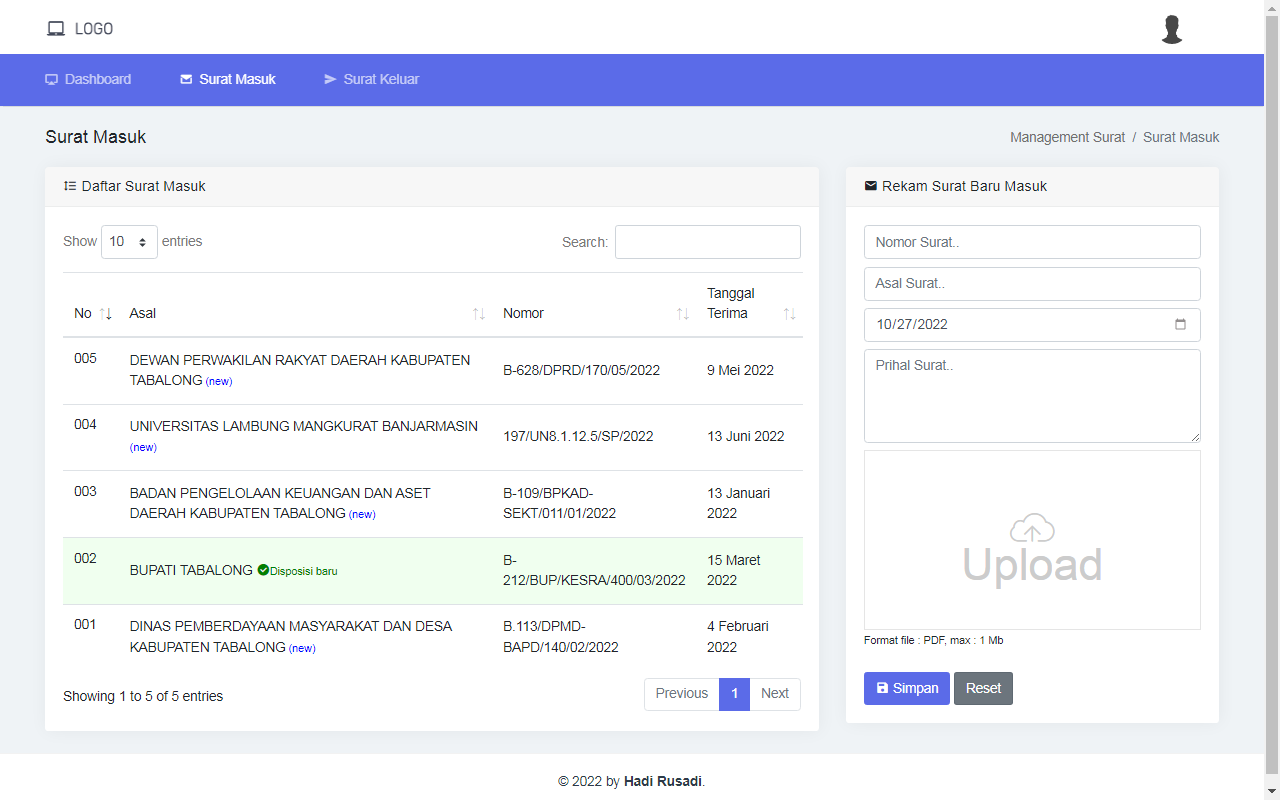 LOGO
Dashboard Surat Masuk Surat Keluar
Surat Masuk
Management Surat / Surat Masuk
Daftar Surat Masuk
Show 10 entries
Search:
No Asal Nomor Tanggal Terima
005 DEWAN PERWAKILAN RAKYAT DAERAH KABUPATEN
TABALONG (new)
B-628/DPRD/170/05/2022
9 Mei 2022
004 UNIVERSITAS LAMBUNG MANGKURAT BANJARMASIN
(new)
197/UN8.1.12.5/SP/2022
13 Juni 2022
003 BADAN PENGELOLAAN KEUANGAN DAN ASET
DAERAH KABUPATEN TABALONG (new)
B-109/BPKAD-
SEKT/011/01/2022
13 Januari
2022
002 BUPATI TABALONG Disposisi baru
B-
212/BUP/KESRA/400/03/2022
15 Maret
2022
001 DINAS PEMBERDAYAAN MASYARAKAT DAN DESA
KABUPATEN TABALONG (new)
B.113/DPMD-
BAPD/140/02/2022
4 Februari
2022
Showing 1 to 5 of 5 entries
Previous 1 Next
Rekam Surat Baru Masuk
Nomor Surat..
Asal Surat..
10/27/2022
Prihal Surat..
Upload
Format file : PDF, max : 1 Mb
Simpan Reset
© 2022 by Hadi Rusadi.